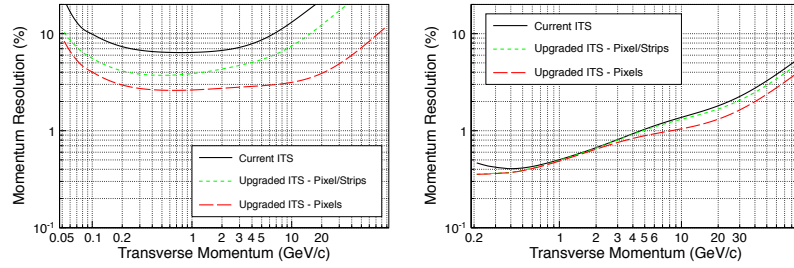 Momentum Resolution (%)
10
1
10^-1
Current ITS
Upgraded ITS - Pixel/Strips
Upgraded ITS - Pixels
0.05 0.1 0.2 1 2 3 4 5 10 20
Transverse Momentum (GeV/c)
Momentum Resolution (%)
10
1
10^-1
Current ITS
Upgraded ITS - Pixel/Strips
Upgraded ITS - Pixels
0.2 1 2 3 4 5 6 10 20 30
Transverse Momentum (GeV/c)